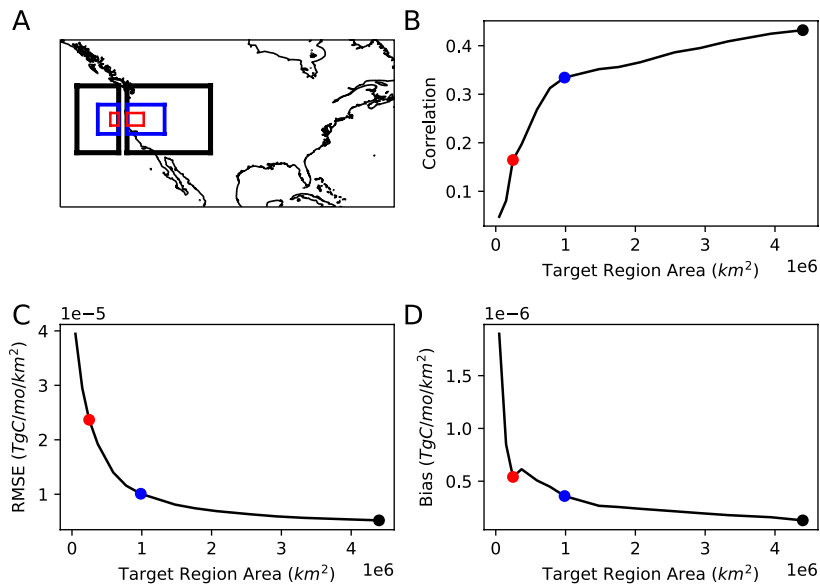 A
B
0.4
0.3
0.2
0.1
Correlation
0 1 2 3 4
1e6
Target Region Area (km²)
C
1e−5
4
3
2
1
RMSE (TgC/mo/km²)
0 1 2 3 4
1e6
Target Region Area (km²)
D
1e−6
1.5
1.0
0.5
Bias (TgC/mo/km²)
0 1 2 3 4
1e6
Target Region Area (km²)